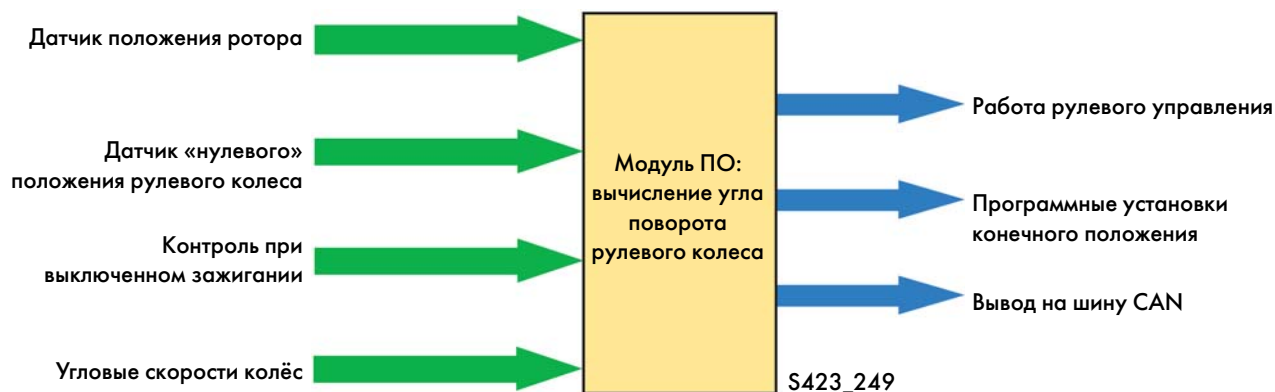 Датчик положения ротора
Датчик «нулевого»
положения рулевого колеса
Контроль при
выключенном зажигании
Угловые скорости колёс
Модуль ПО:
вычисление угла
поворота
рулевого колеса
Работа рулевого управления
Программные установки
конечного положения
Вывод на шину CAN
S423_249